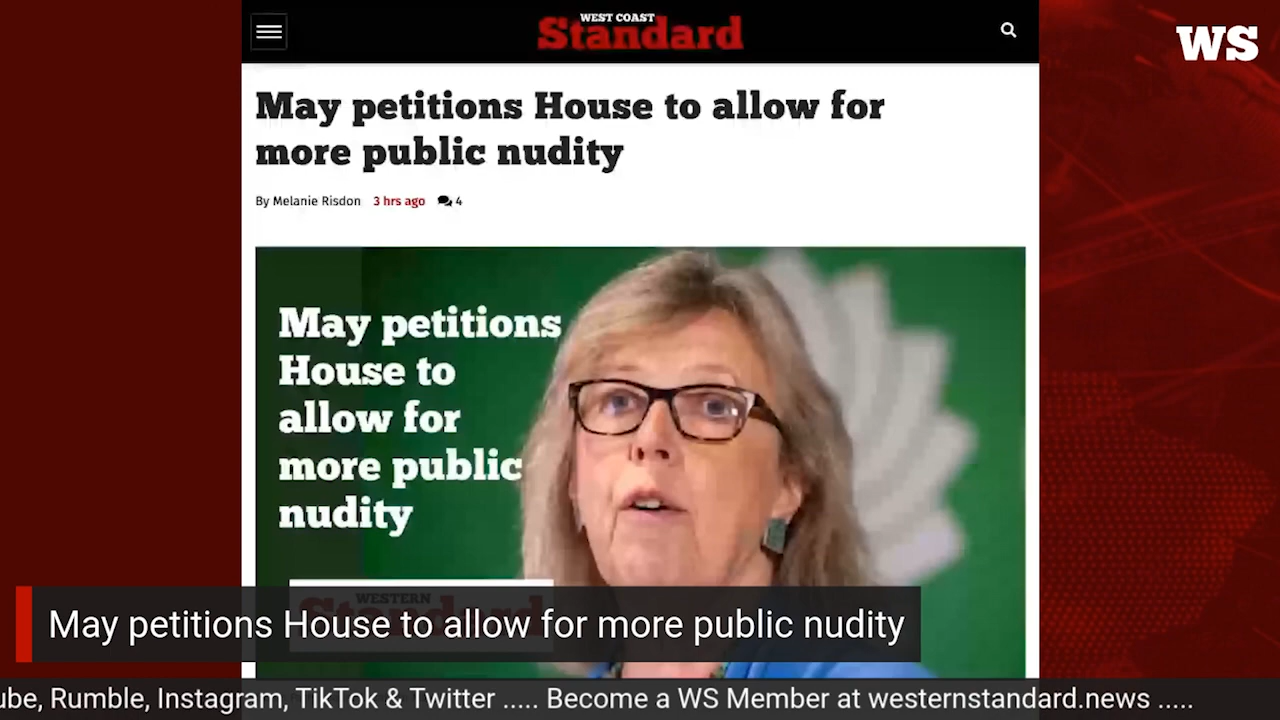 WEST COAST
Standard
WS
May petitions House to allow for
more public nudity
By Melanie Risdon 3 hrs ago 4
May petitions
House to
allow for
more public
nudity
WESTERN
Standard
May petitions House to allow for more public nudity
ube, Rumble, Instagram, TikTok & Twitter ..... Become a WS Member at westernstandard.news .....